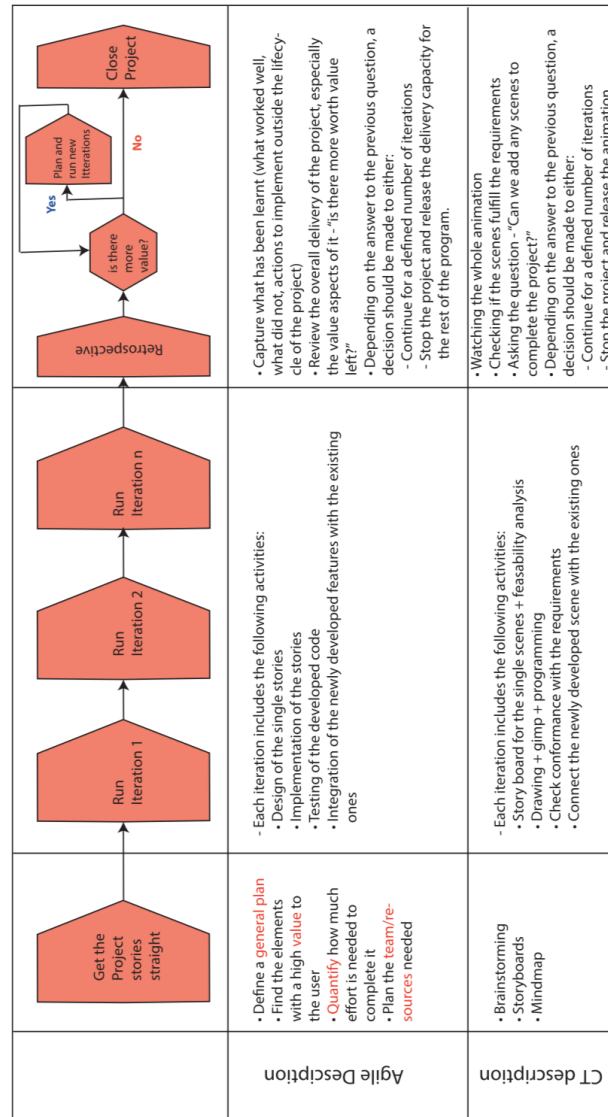 Get the
Project
stories
straight
Run
Iteration 1
Run
Iteration 2
Run
Iteration n
Retrospective
is there
more
value?
Yes
Plan and
run new
Itterations
No
Close
Project
Agile Description
• Define a general plan
• Find the elements
with a high value to
the user
• Quantify how much
effort is needed to
complete it
• Plan the team/re-
sources needed
- Each iteration includes the following activities:
• Design of the single stories
• Implementation of the stories
• Testing of the developed code
• Integration of the newly developed features with the existing
ones
• Capture what has been learnt (what worked well,
what did not, actions to implement outside the lifecy-
cle of the project)
• Review the overall delivery of the project, especially
the value aspects of it - "is there more worth value
left?"
• Depending on the answer to the previous question, a
decision should be made to either:
- Continue for a defined number of iterations
- Stop the project and release the delivery capacity for
the rest of the program.
CT description
• Brainstorming
• Storyboards
• Mindmap
- Each iteration includes the following activities:
• Story board for the single scenes + feasability analysis
• Drawing + gimp + programming
• Check conformance with the requirements
• Connect the newly developed scene with the existing ones
• Watching the whole animation
• Checking if the scenes fulfill the requirements
• Asking the question - "Can we add any scenes to
complete the project?"
• Depending on the answer to the previous question, a
decision should be made to either:
- Continue for a defined number of iterations
- Stop the project and release the animation